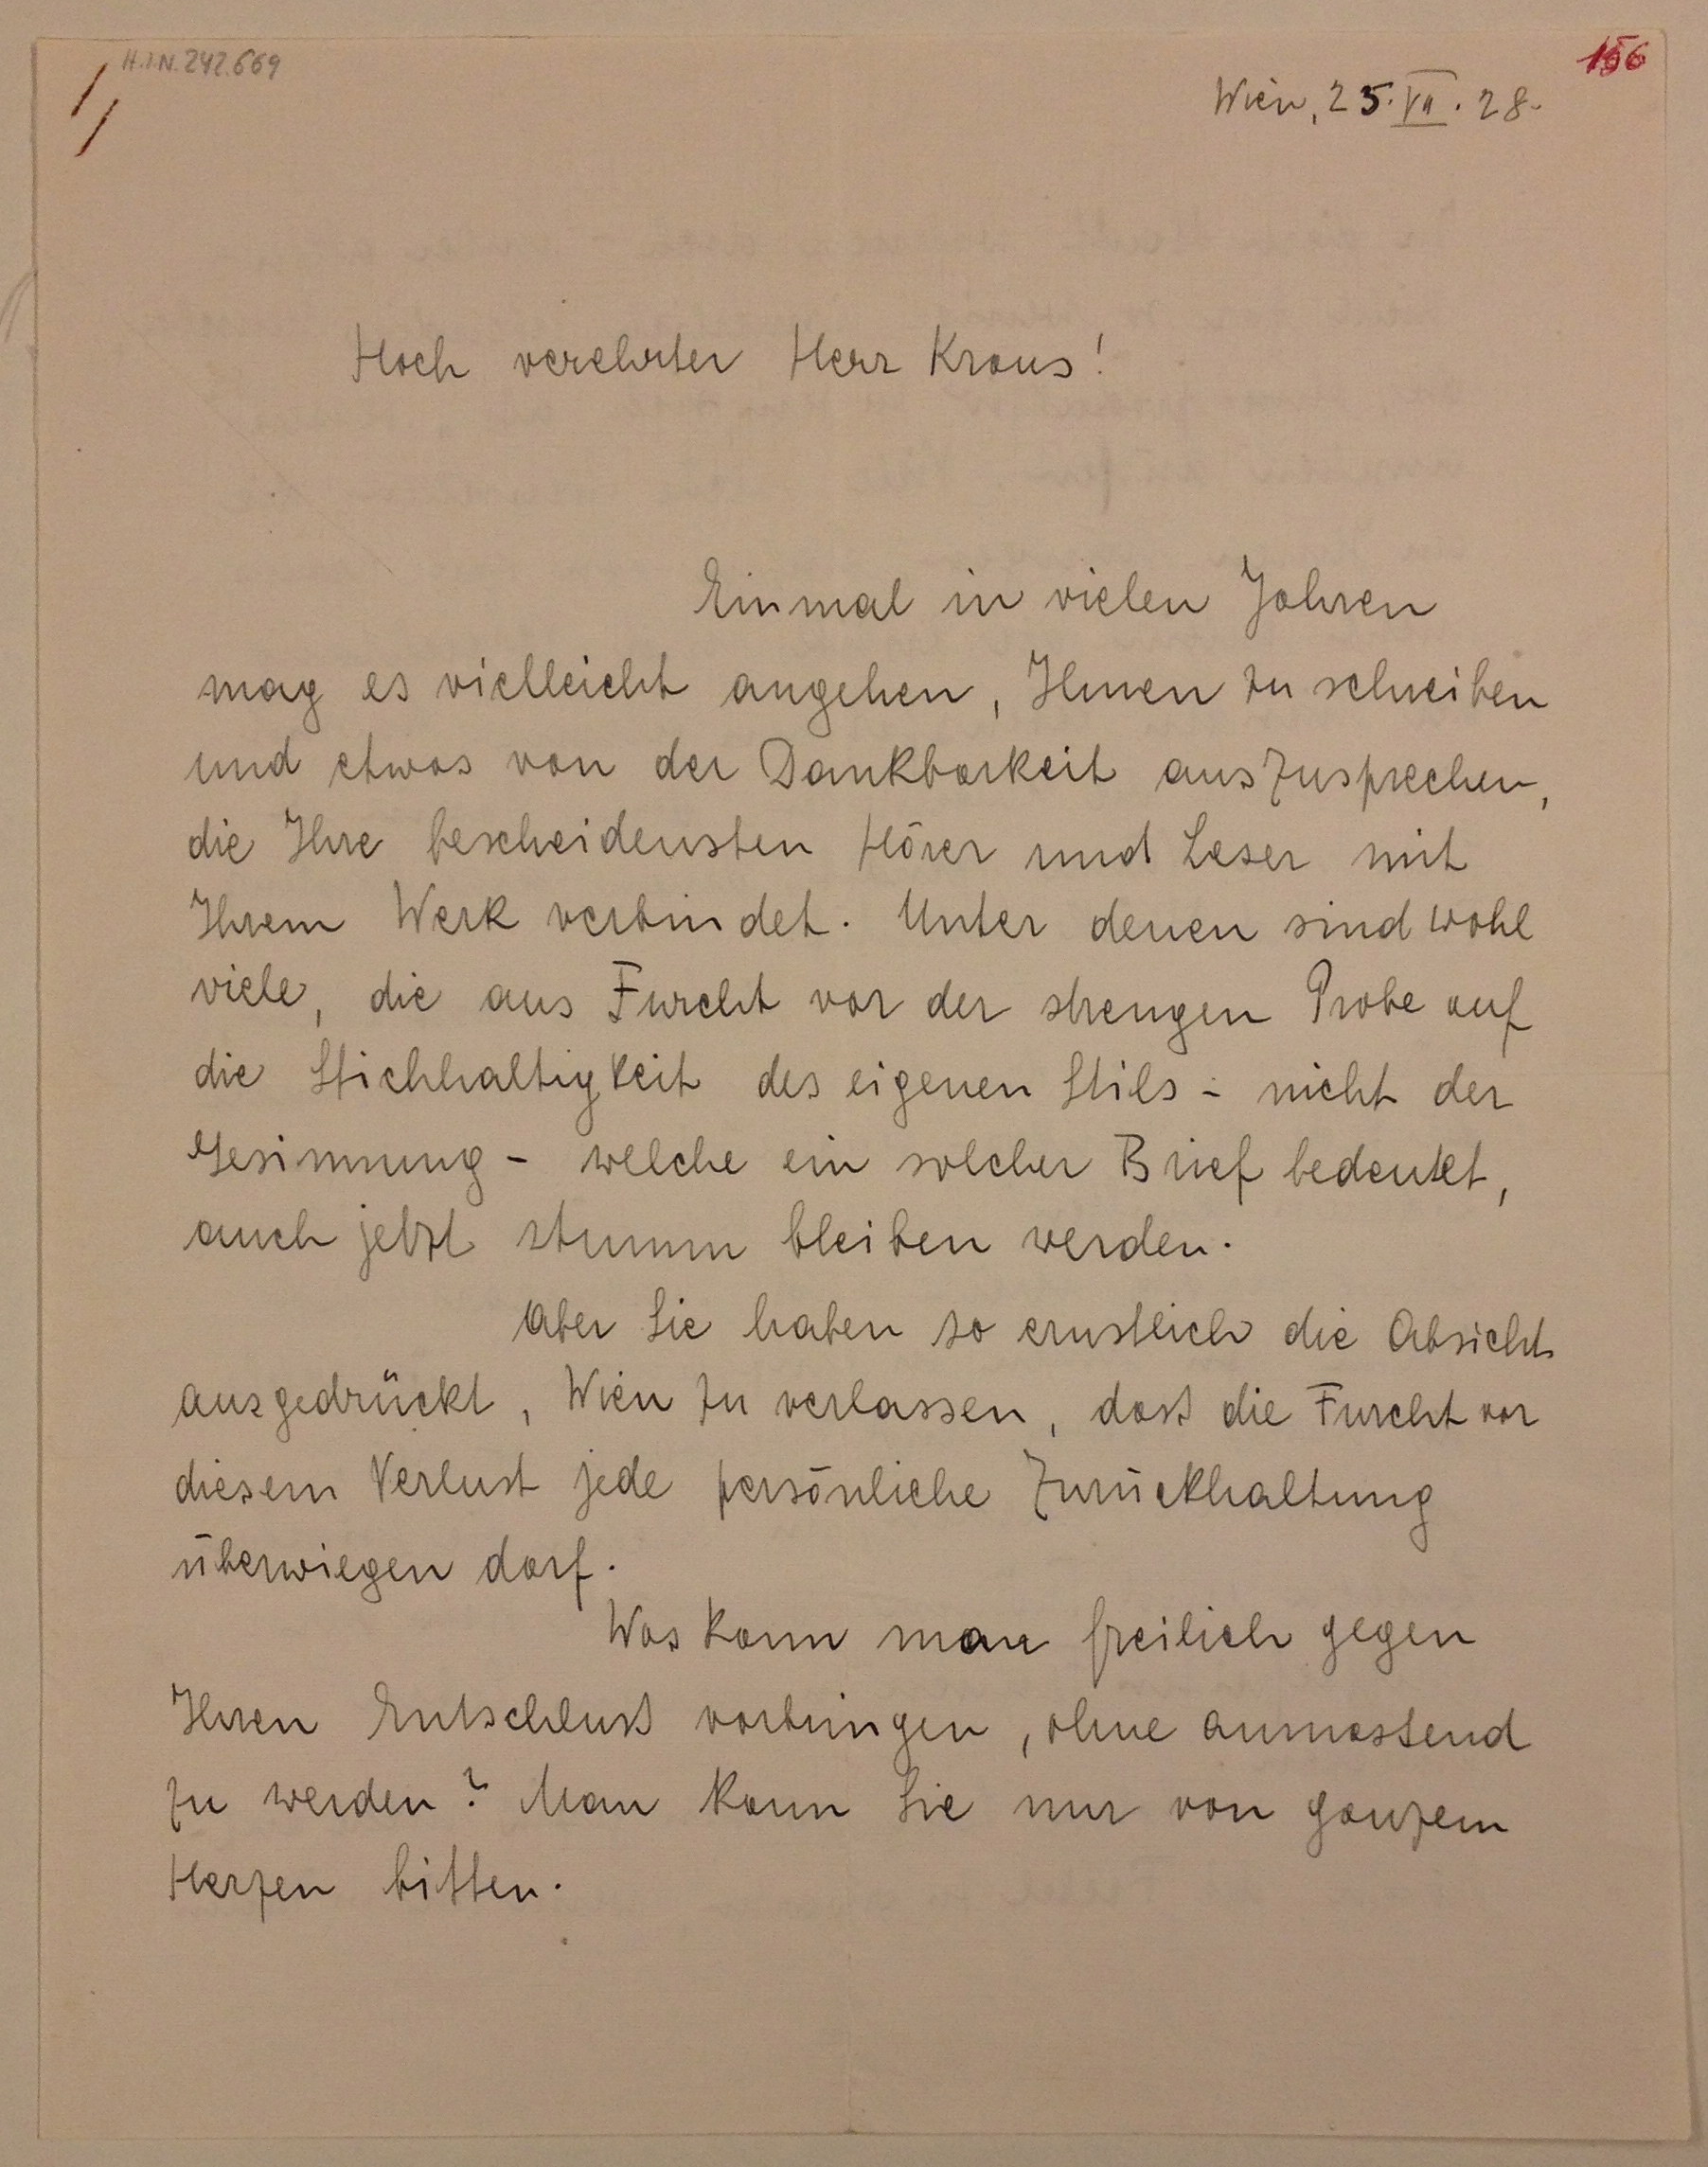 H.I.N. 242.669
156
Wien, 25. VII. 28.
Hoch verehrter Herr Kraus!
Einmal in vielen Jahren
mag es vielleicht angehen, Ihnen zu schreiben
und etwas von der Dankbarkeit auszusprechen,
die Ihre bescheidensten Hörer und Leser mit
Ihrem Werk verbindet. Unter denen sind wohl
viele, die aus Furcht vor der strengen Probe auf
die Stichhaltigkeit des eigenen Stils - nicht der
Gesinnung - welche ein solcher Brief bedeutet,
auch jetzt stumm bleiben werden.
Aber Sie haben so ernstlich die Absicht
ausgedrückt, Wien zu verlassen, dass die Furcht vor
diesem Verlust jede persönliche Zurückhaltung
überwiegen darf.
Was kann man freilich gegen
Ihren Entschluß vorbringen, ohne anmassend
zu werden? Man kann Sie nur von ganzem
Herzen bitten.